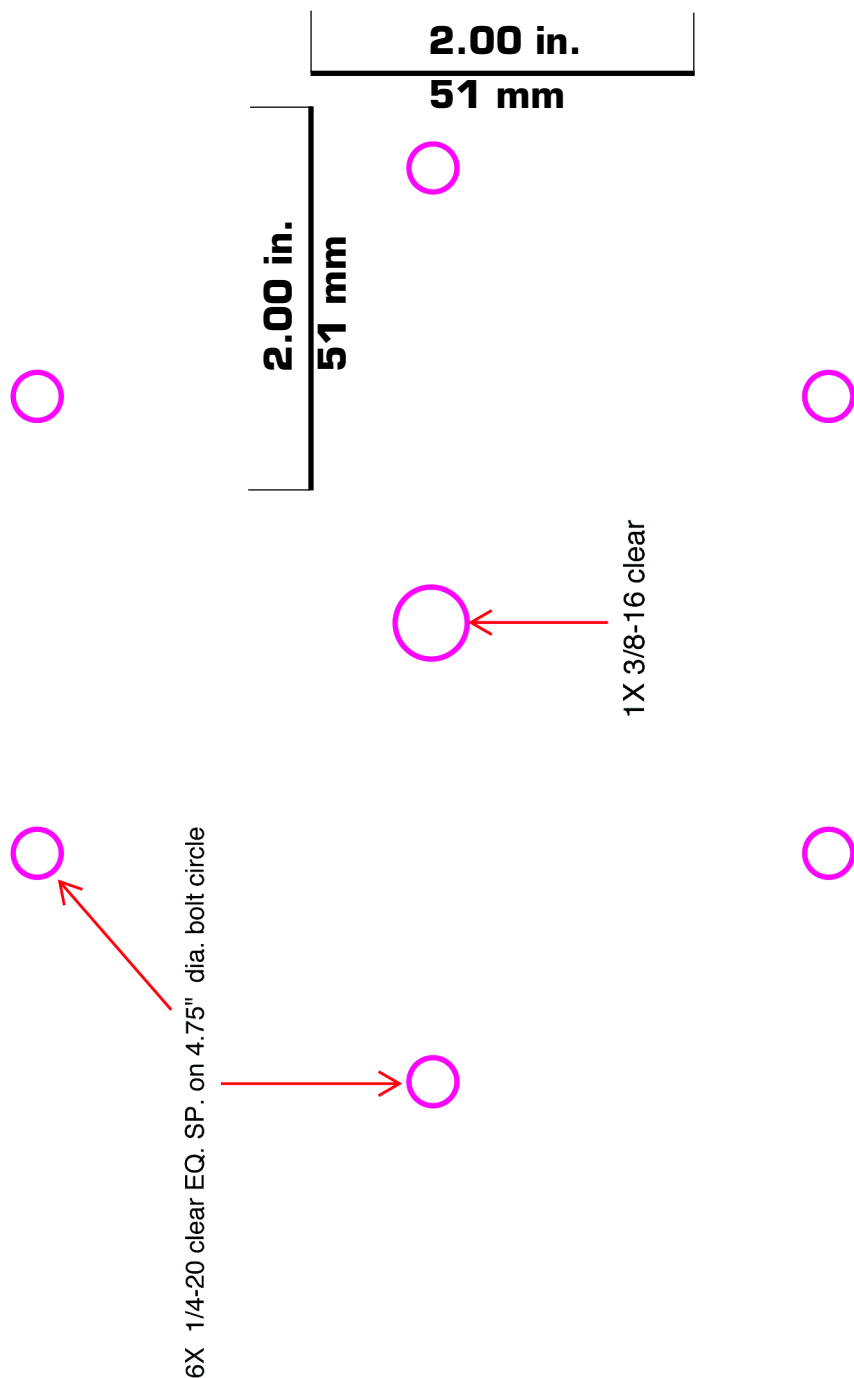 2.00 in.
51 mm
2.00 in.
51 mm
1X 3/8-16 clear
6X 1/4-20 clear EQ. SP. on 4.75" dia. bolt circle